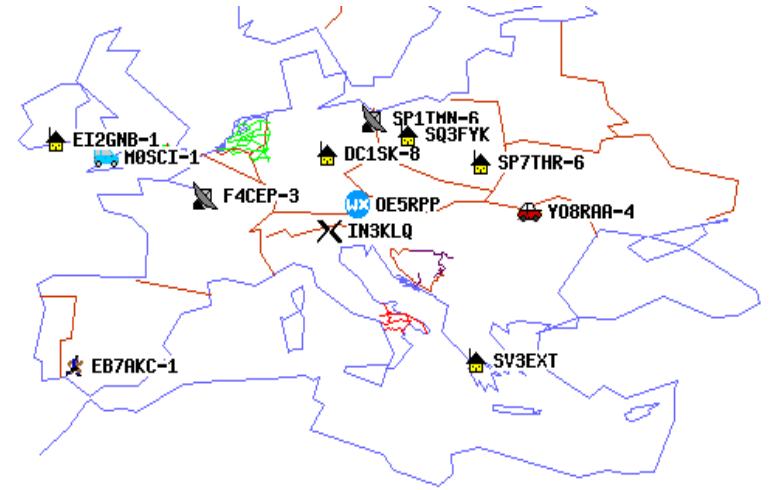 SP1TMN-6
SQ3FYK
EI2GNB-1
M0SCI-1
DC1SK-8
SP7THR-6
F4CEP-3
WX OE5RPP
YO8RAA-4
IN3KLQ
EB7AKC-1
SV3EXT